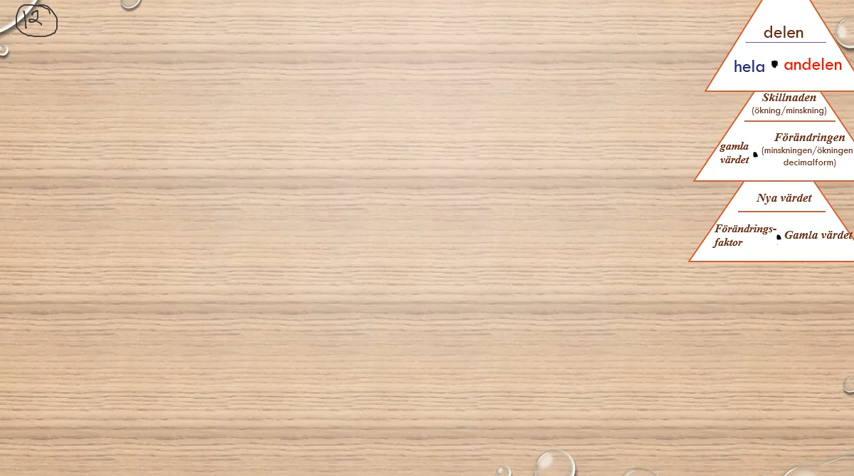 12
delen
hela • andelen
Skillnaden
(ökning/minskning)
Förändringen
gamla
värdet
•
(minskningen/ökningen
decimalform)
Nya värdet
Förändrings-
faktor
• Gamla värdet